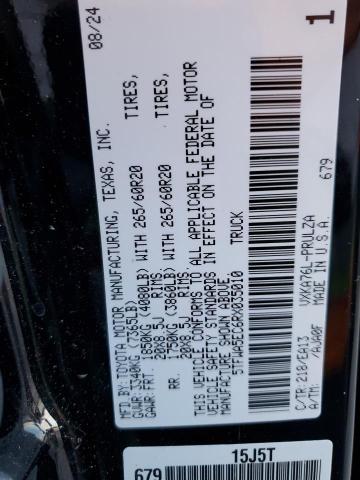 MFD. BY: TOYOTA MOTOR MANUFACTURING, TEXAS, INC. 08/24
GVWR: 3340KG (7365LB)
GAWR: FRT. 1850KG (4080LB) WITH 265/60R20 TIRES,
20X8.5J RIMS,
RR. 1750KG (3860LB) WITH 265/60R20 TIRES,
20X8.5J RIMS.
THIS VEHICLE CONFORMS TO ALL APPLICABLE FEDERAL MOTOR
VEHICLE SAFETY STANDARDS IN EFFECT ON THE DATE OF
MANUFACTURE SHOWN ABOVE.
TRUCK
679
1
C/TR: 218/EA13 VXKA76L-PRULZA
/AJA00F MADE IN U.S.A.
679 15J5T